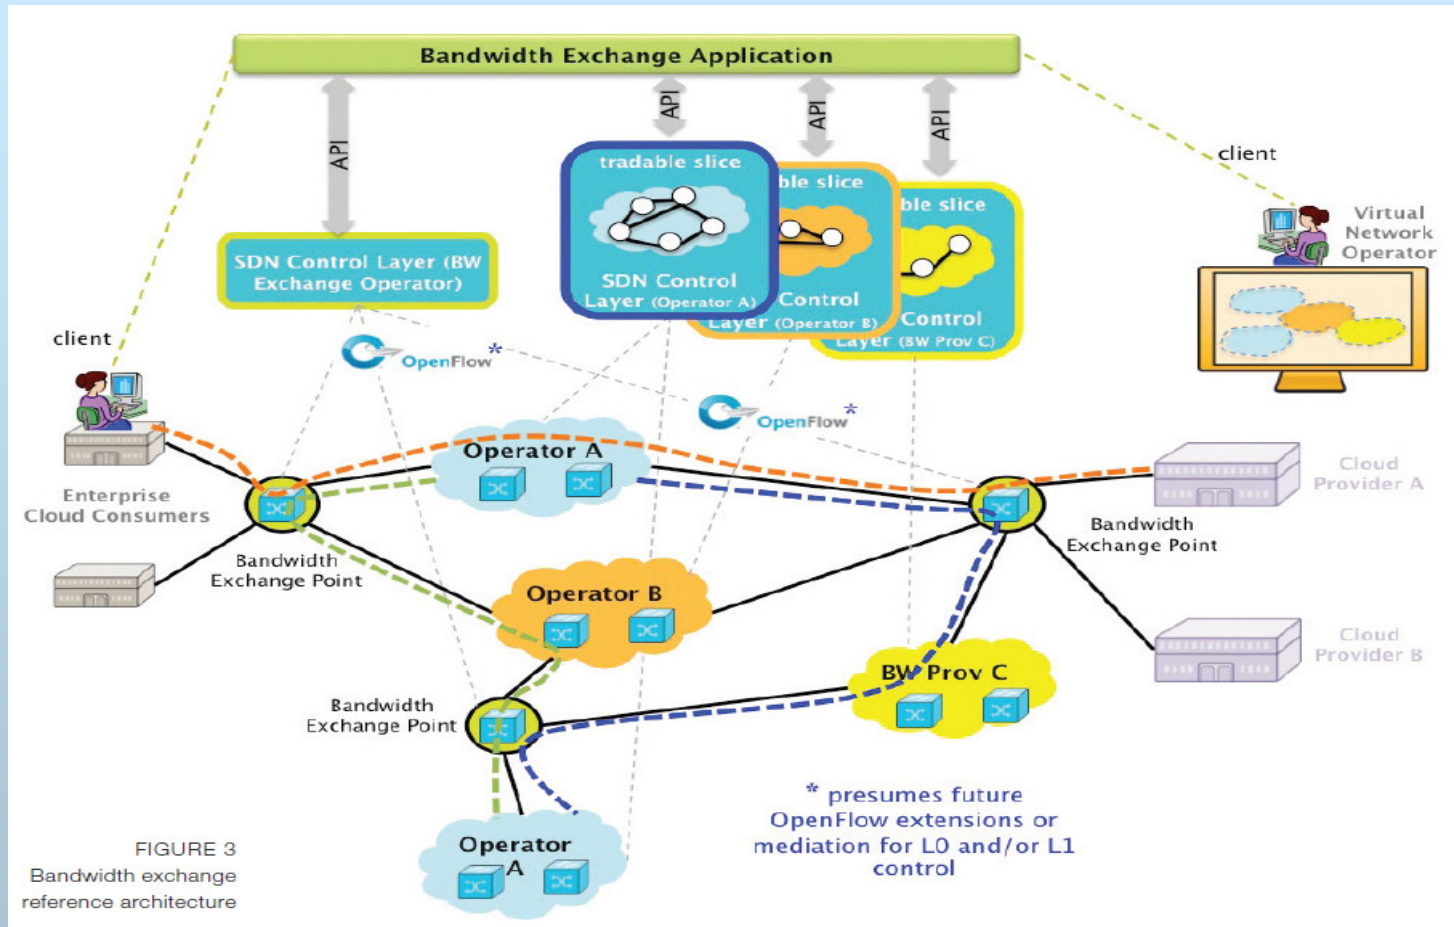 Bandwidth Exchange Application
API
API
API
API
client
client
tradable slice
ble slice
ble slice
Virtual
Network
Operator
SDN Control Layer (BW
Exchange Operator)
SDN Control
Layer (Operator A)
Control
Layer (Operator B)
Control
Layer (BW Prov C)
OpenFlow*
OpenFlow*
Operator A
Enterprise
Cloud Consumers
Cloud
Provider A
Bandwidth
Exchange Point
Bandwidth
Exchange Point
Operator B
Cloud
Provider B
BW Prov C
Bandwidth
Exchange Point
* presumes future
OpenFlow extensions or
mediation for L0 and/or L1
control
Operator
A
FIGURE 3
Bandwidth exchange
reference architecture